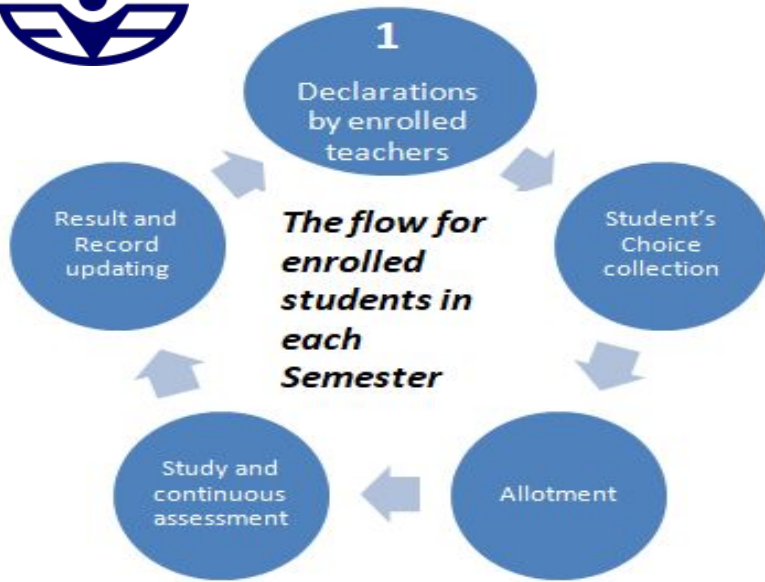 1
Declarations
by enrolled
teachers
Student's
Choice
collection
Allotment
Study and
continuous
assessment
Result and
Record
updating
The flow for
enrolled
students in
each
Semester